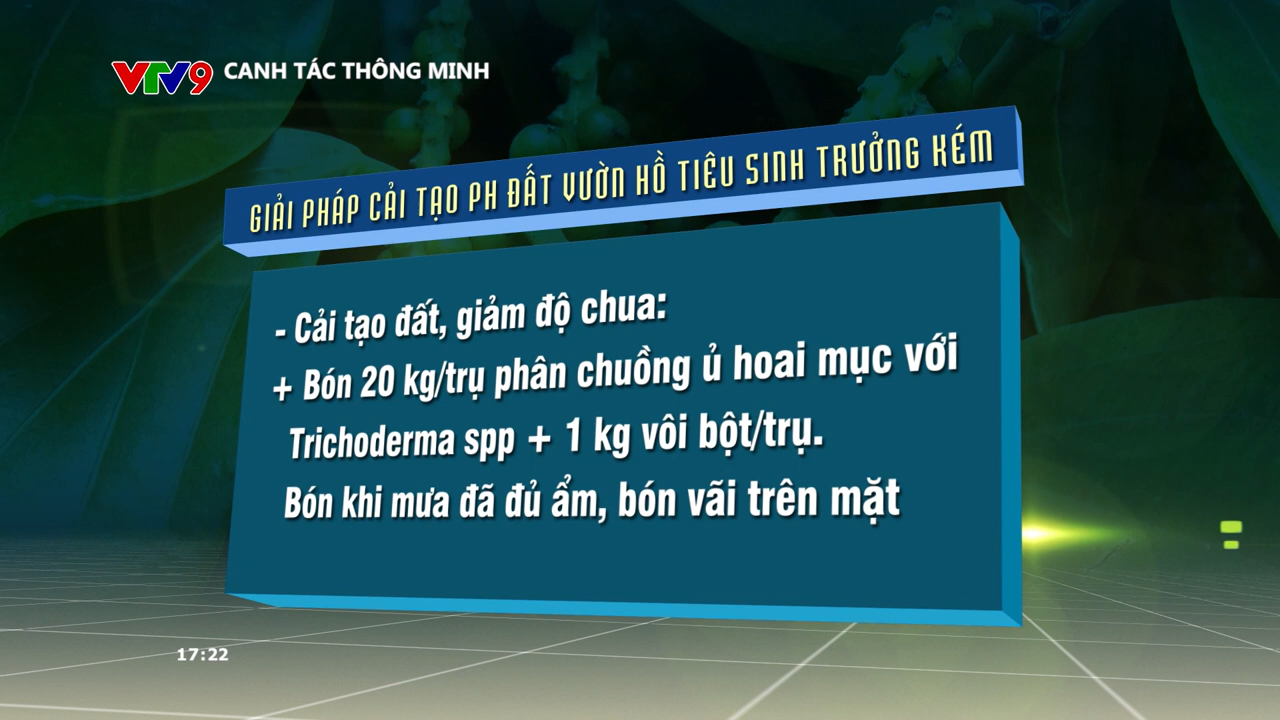 VTV9 CANH TÁC THÔNG MINH
GIẢI PHÁP CẢI TẠO PH ĐẤT VƯỜN HỒ TIÊU SINH TRƯỞNG KÉM
- Cải tạo đất, giảm độ chua:
+ Bón 20 kg/trụ phân chuồng ủ hoai mục với
Trichoderma spp + 1 kg vôi bột/trụ.
Bón khi mưa đã đủ ẩm, bón vãi trên mặt
17:22